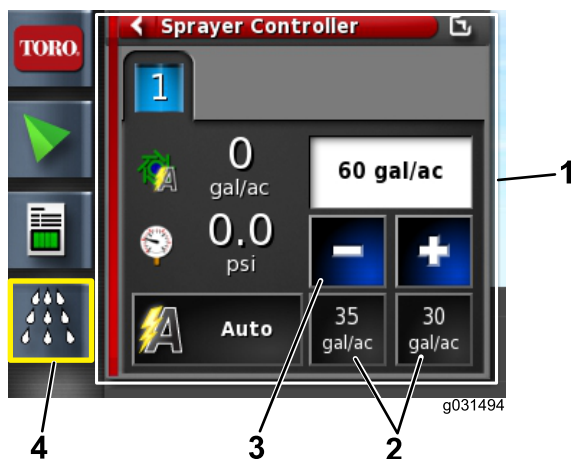 TORO.
Sprayer Controller
1
0
gal/ac
60 gal/ac
0.0
psi
- +
A Auto
35
gal/ac
30
gal/ac
1
g031494
4 3 2